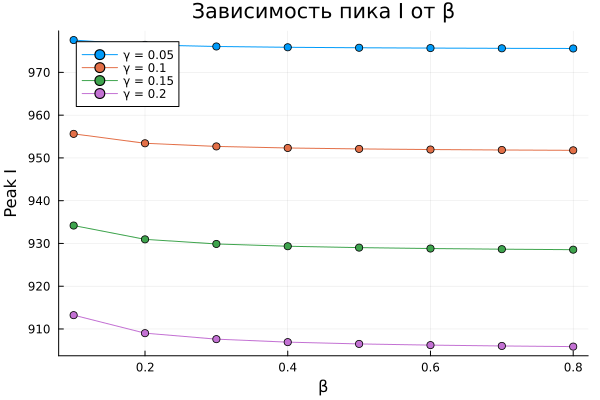 Зависимость пика I от β
γ = 0.05
γ = 0.1
γ = 0.15
γ = 0.2
Peak I
970
960
950
940
930
920
910
0.2 0.4 0.6 0.8
β